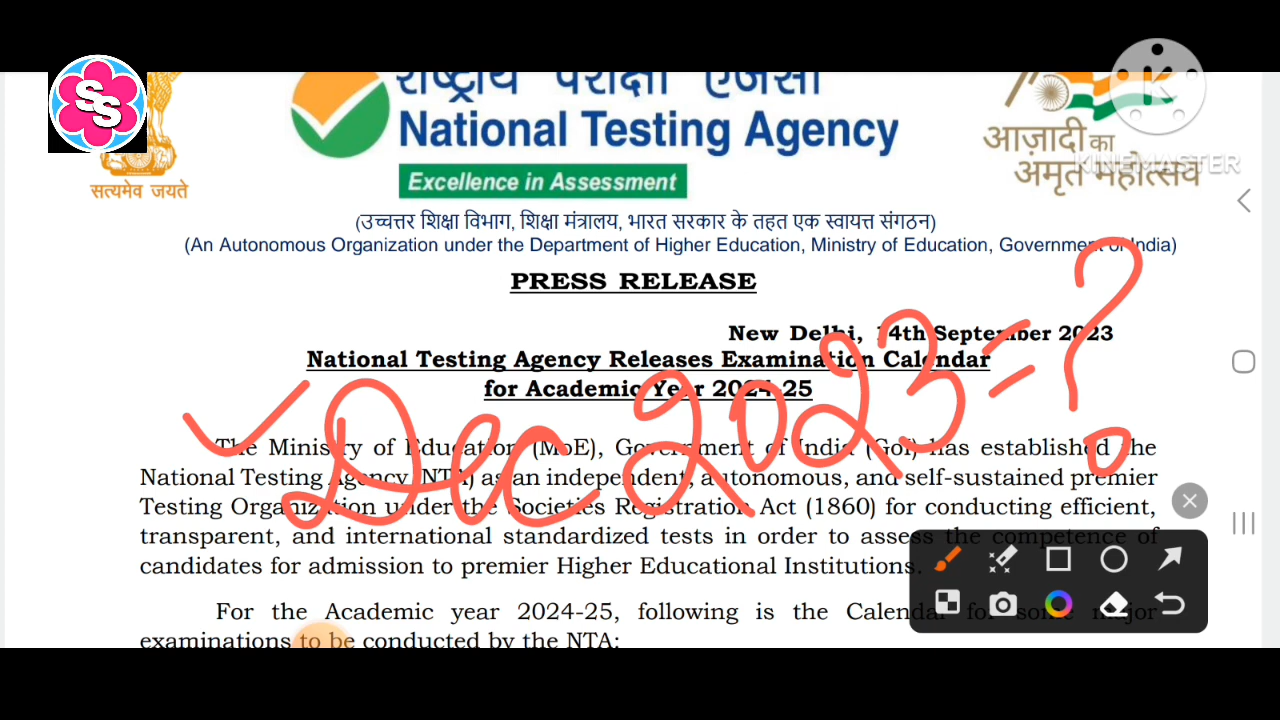 SS
राष्ट्रीय परीक्षा एजेंसी
National Testing Agency
Excellence in Assessment
सत्यमेव जयते
आज़ादी का
अमृत महोत्सव
KINEMASTER
(उच्चत्तर शिक्षा विभाग, शिक्षा मंत्रालय, भारत सरकार के तहत एक स्वायत्त संगठन)
(An Autonomous Organization under the Department of Higher Education, Ministry of Education, Government of India)
PRESS RELEASE
New Delhi, 14th September 2023
National Testing Agency Releases Examination Calendar
for Academic Year 2024-25
Dec 2023=?
The Ministry of Education (MoE), Government of India (GoI) has established the
National Testing Agency (NTA) as an independent, autonomous, and self-sustained premier
Testing Organization under the Societies Registration Act (1860) for conducting efficient,
transparent, and international standardized tests in order to assess the competence of
candidates for admission to premier Higher Educational Institutions.
For the Academic year 2024-25, following is the Calendar for some major
examinations to be conducted by the NTA: